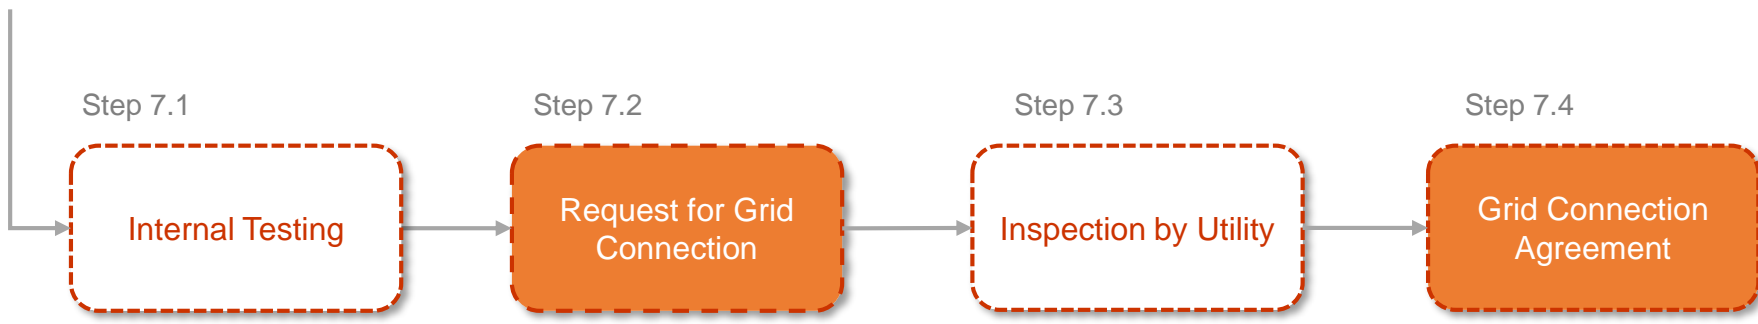 Step 7.1
Internal Testing
Step 7.2
Request for Grid
Connection
Step 7.3
Inspection by Utility
Step 7.4
Grid Connection
Agreement